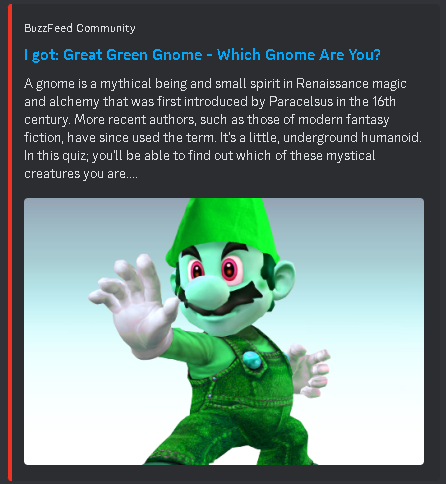 BuzzFeed Community
I got: Great Green Gnome - Which Gnome Are You?
A gnome is a mythical being and small spirit in Renaissance magic
and alchemy that was first introduced by Paracelsus in the 16th
century. More recent authors, such as those of modern fantasy
fiction, have since used the term. It's a little, underground humanoid.
In this quiz; you'll be able to find out which of these mystical
creatures you are....